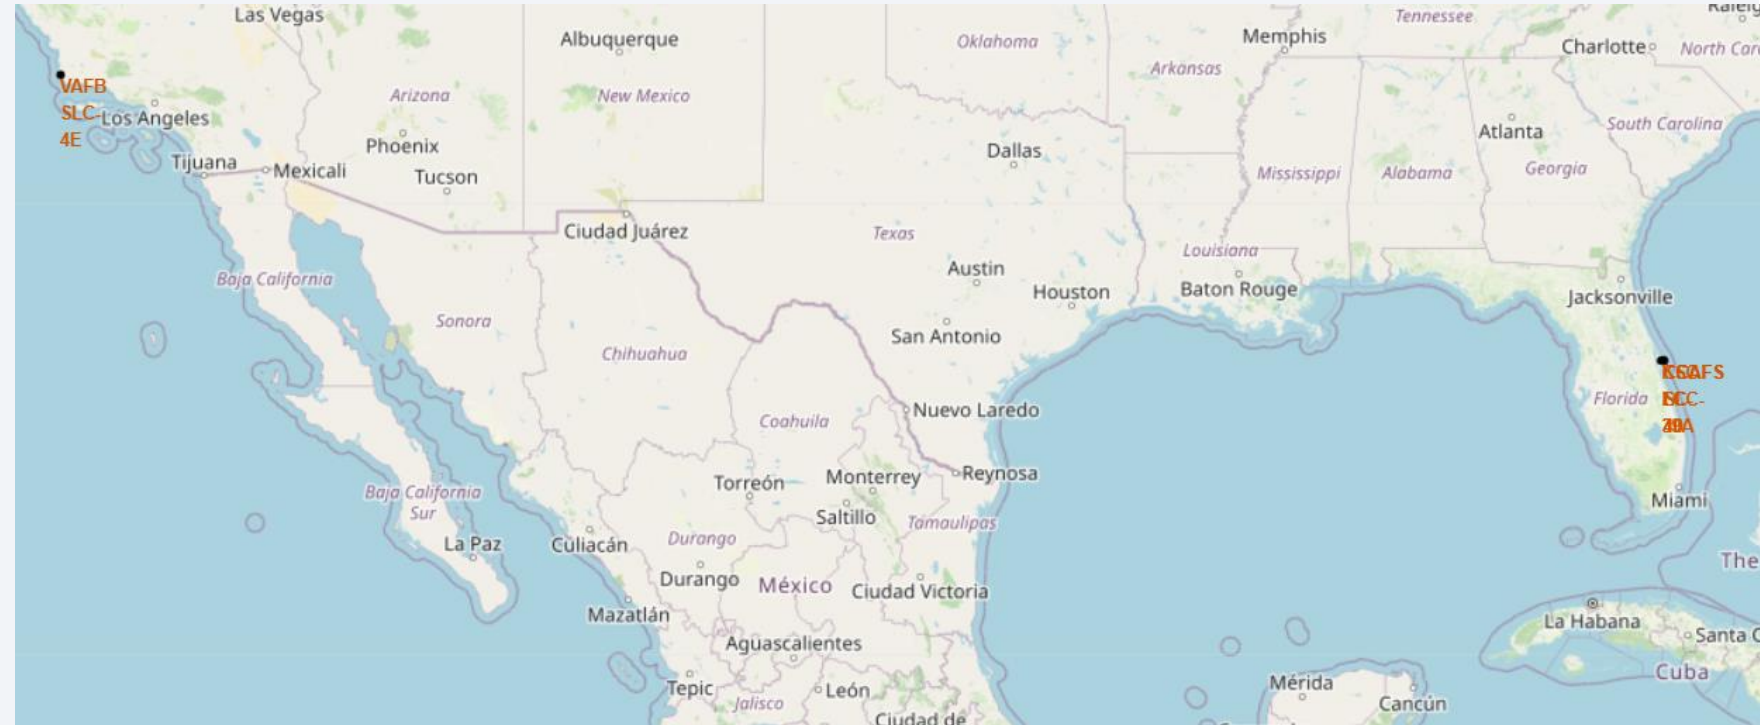 Las Vegas
Albuquerque
Oklahoma
Memphis
Tennessee
Charlotte
VAFB
SLC-
4E
Los Angeles
Arizona
New Mexico
Arkansas
Phoenix
Dallas
Atlanta
South Carolina
Tijuana
Mexicali
Tucson
Mississippi
Alabama
Georgia
Ciudad Juárez
Texas
Louisiana
Baja California
Austin
Houston
Baton Rouge
Jacksonville
Sonora
San Antonio
Chihuahua
Florida
Nuevo Laredo
Coahuila
Reynosa
Torreón
Monterrey
Baja California
Sur
Saltillo
Tamaulipas
Miami
La Paz
Culiacán
Durango
The
Durango
México
Ciudad Victoria
Mazatlán
La Habana
Aguascalientes
Cuba
Tepic
León
Jalisco
Mérida
Cancún
Ciudad de